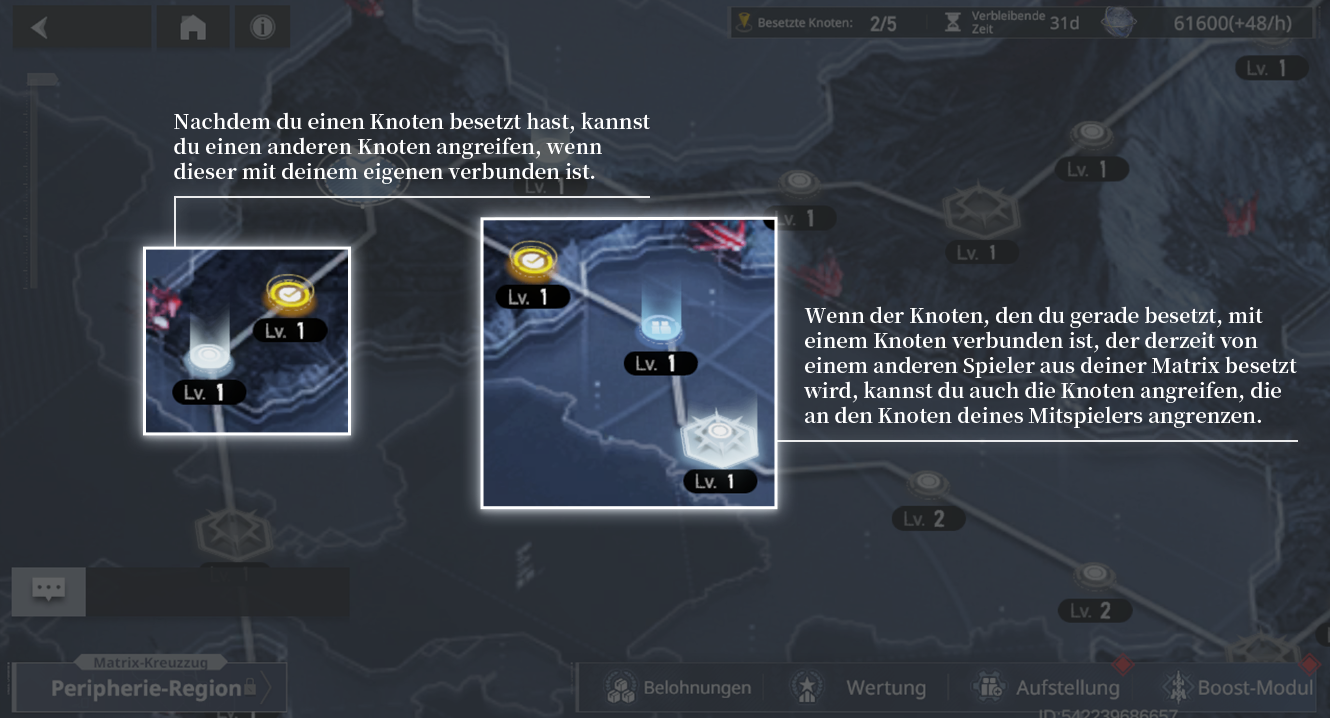 Besetzte Knoten: 2/5
Verbleibende
Zeit
31d
61600(+48/h)
Lv. 1
Nachdem du einen Knoten besetzt hast, kannst
du einen anderen Knoten angreifen, wenn
dieser mit deinem eigenen verbunden ist.
Lv. 1
Lv. 1
Lv. 1
Lv. 1
Lv. 1
Lv. 1
Lv. 1
Lv. 1
Lv. 1
Lv. 1
Wenn der Knoten, den du gerade besetzt, mit
einem Knoten verbunden ist, der derzeit von
einem anderen Spieler aus deiner Matrix besetzt
wird, kannst du auch die Knoten angreifen, die
an den Knoten deines Mitspielers angrenzen.
Lv. 2
Lv. 2
Matrix-Kreuzzug
Peripherie-Region
Belohnungen
Wertung
Aufstellung
Boost-Modul
ID:542239686657